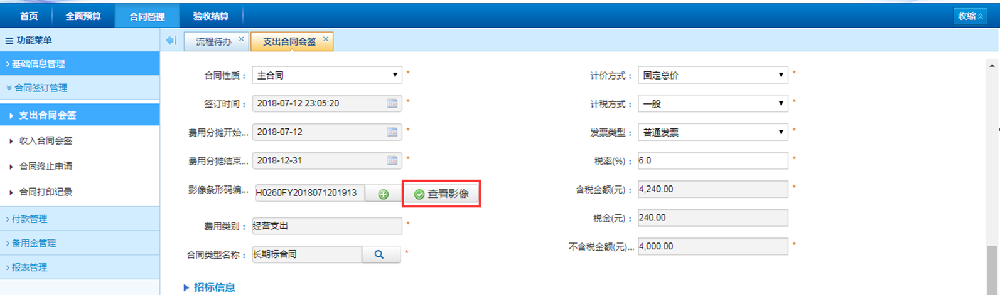 首页 全面预算 合同管理 验收结算 收缩
功能菜单
流程待办 支出合同会签
基础信息管理
合同签订管理
支出合同会签
收入合同会签
合同终止申请
合同打印记录
付款管理
备用金管理
报表管理
合同性质： 主合同 *
签订时间： 2018-07-12 23:05:20 *
费用分摊开始... 2018-07-12 *
费用分摊结束... 2018-12-31 *
影像条形码编... H0260FY2018071201913 查看影像
费用类别： 经营支出 *
合同类型名称： 长期标合同 *
计价方式： 固定总价 *
计税方式： 一般 *
发票类型： 普通发票 *
税率(%)： 6.0 *
含税金额(元)： 4,240.00 *
税金(元)： 240.00
不含税金额(元)... 4,000.00 *
招标信息